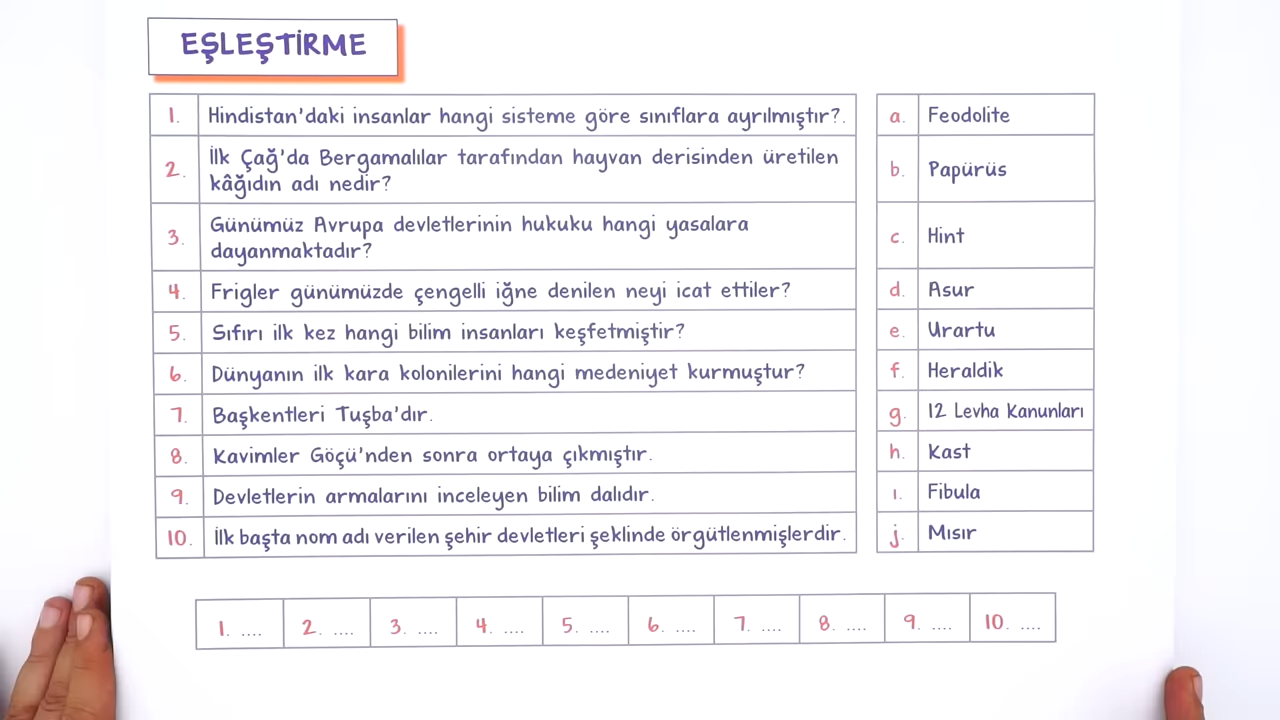 EŞLEŞTİRME
1. Hindistan'daki insanlar hangi sisteme göre sınıflara ayrılmıştır?.
2. İlk Çağ'da Bergamalılar tarafından hayvan derisinden üretilen
kâğıdın adı nedir?
3. Günümüz Avrupa devletlerinin hukuku hangi yasalara
dayanmaktadır?
4. Frigler günümüzde çengelli iğne denilen neyi icat ettiler?
5. Sıfırı ilk kez hangi bilim insanları keşfetmiştir?
6. Dünyanın ilk kara kolonilerini hangi medeniyet kurmuştur?
7. Başkentleri Tuşba'dır.
8. Kavimler Göçü'nden sonra ortaya çıkmıştır.
9. Devletlerin armalarını inceleyen bilim dalıdır.
10. İlk başta nom adı verilen şehir devletleri şeklinde örgütlenmişlerdir.
a. Feodolite
b. Papürüs
c. Hint
d. Asur
e. Urartu
f. Heraldik
g. 12 Levha Kanunları
h. Kast
ı. Fibula
j. Mısır
1. .... 2. .... 3. .... 4. .... 5. .... 6. .... 7. .... 8. .... 9. .... 10. ....